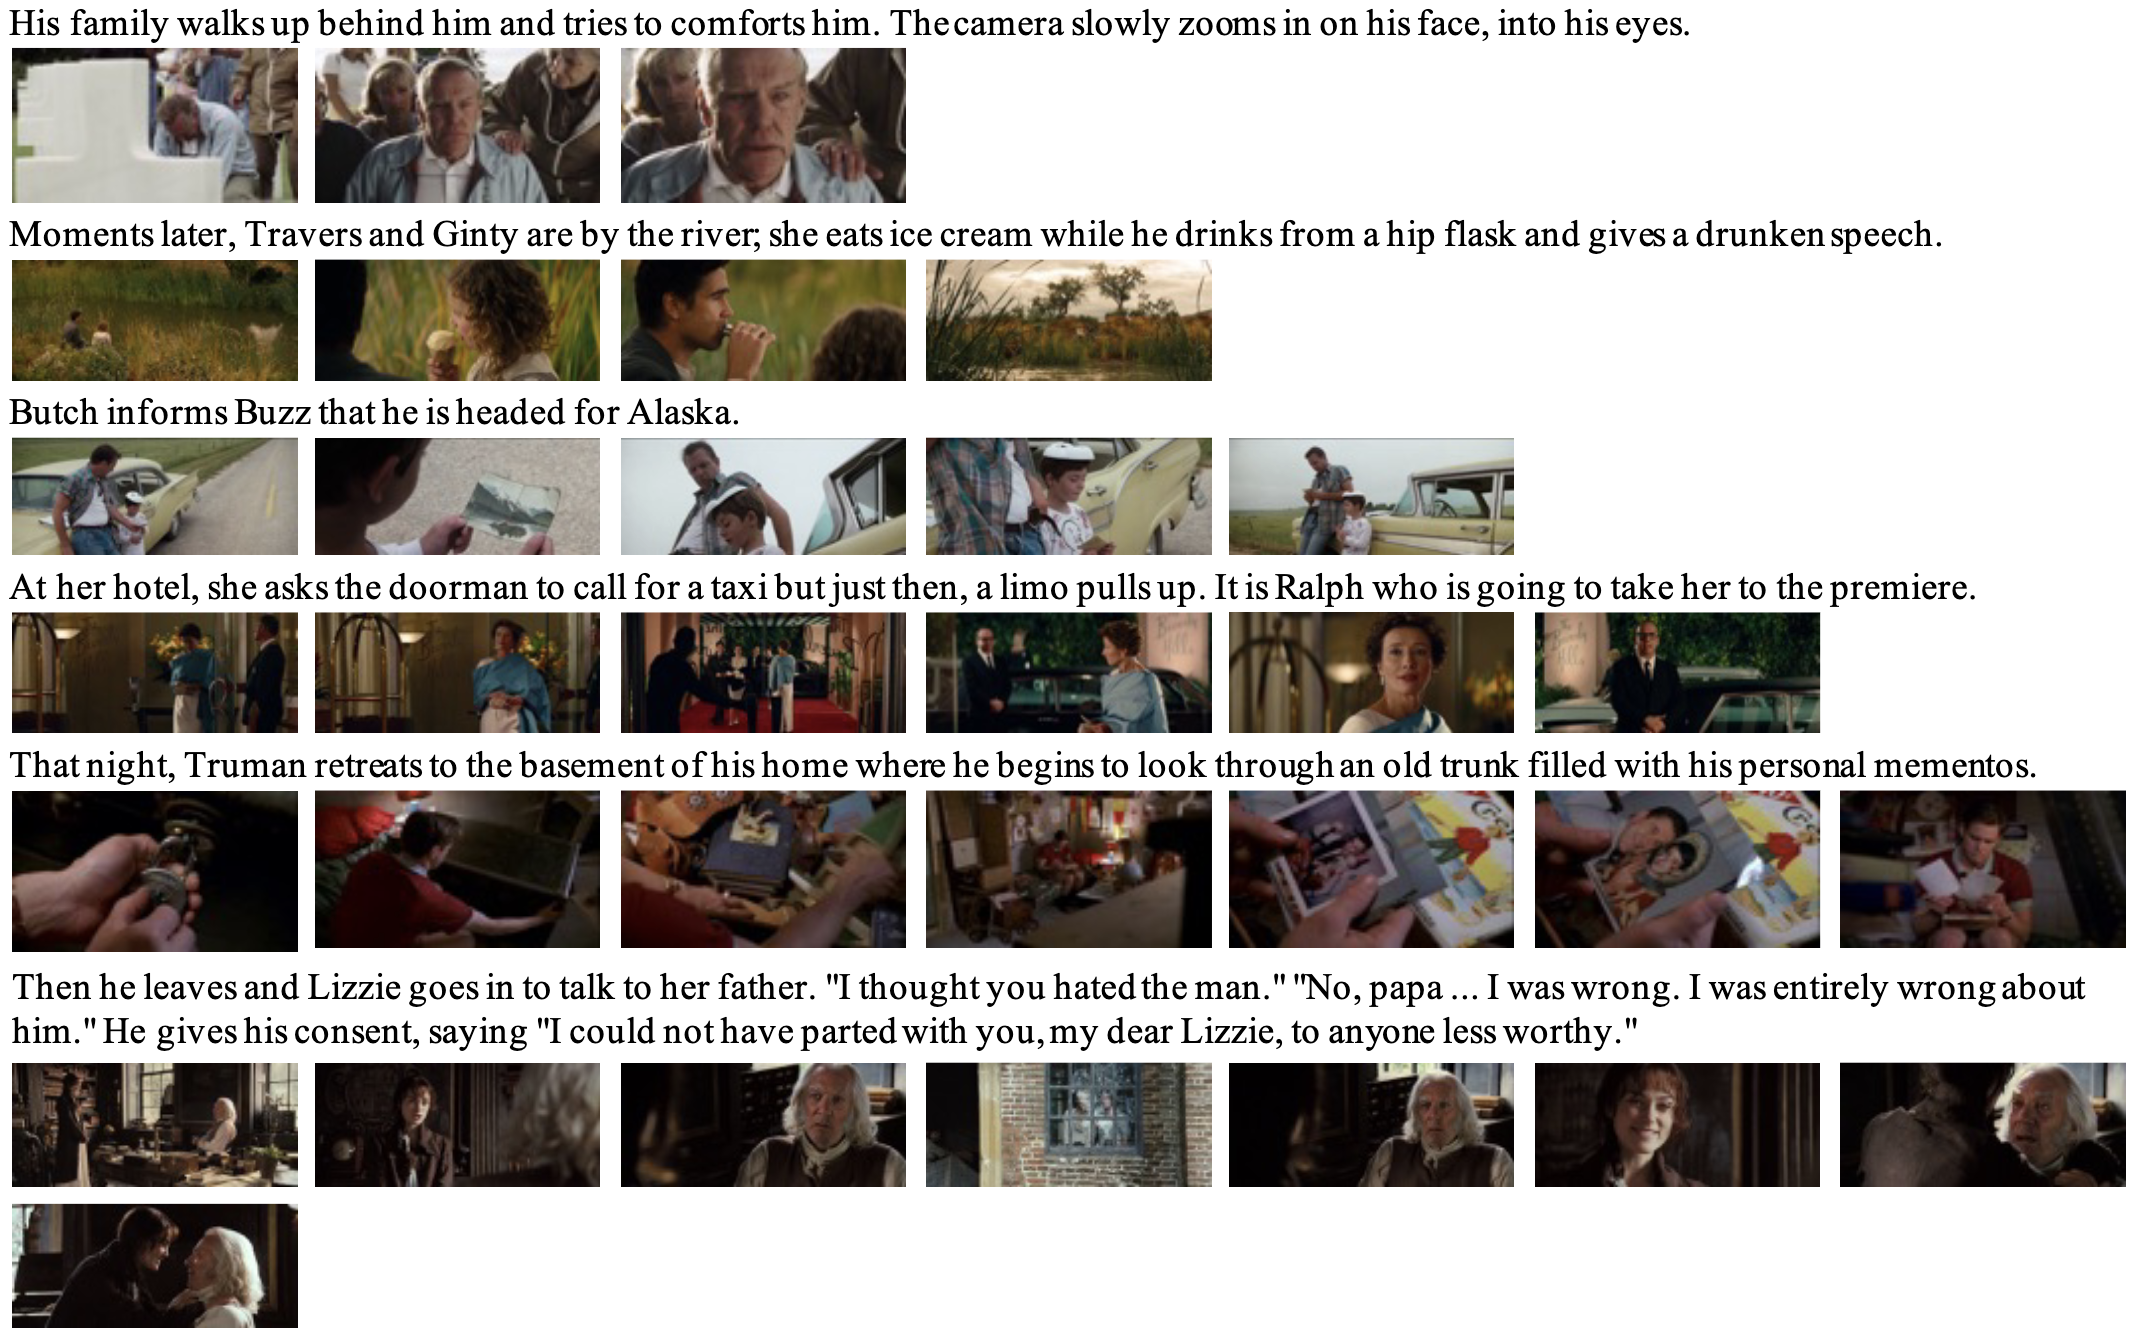 His family walks up behind him and tries to comforts him. The camera slowly zooms in on his face, into his eyes.
Moments later, Travers and Ginty are by the river; she eats ice cream while he drinks from a hip flask and gives a drunken speech.
Butch informs Buzz that he is headed for Alaska.
At her hotel, she asks the doorman to call for a taxi but just then, a limo pulls up. It is Ralph who is going to take her to the premiere.
That night, Truman retreats to the basement of his home where he begins to look through an old trunk filled with his personal mementos.
Then he leaves and Lizzie goes in to talk to her father. "I thought you hated the man." "No, papa ... I was wrong. I was entirely wrong about
him." He gives his consent, saying "I could not have parted with you, my dear Lizzie, to anyone less worthy."